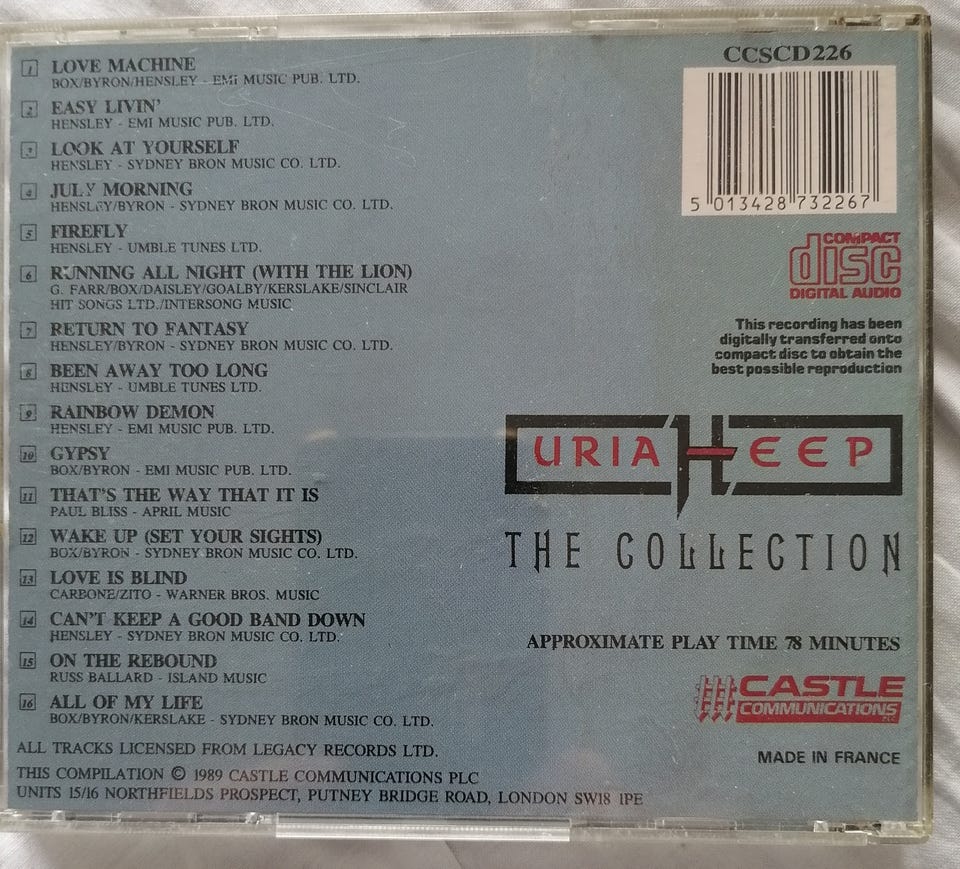 1 LOVE MACHINE
BOX/BYRON/HENSLEY - EMI MUSIC PUB. LTD.
2 EASY LIVIN'
HENSLEY - EMI MUSIC PUB. LTD.
3 LOOK AT YOURSELF
HENSLEY - SYDNEY BRON MUSIC CO. LTD.
4 JULY MORNING
HENSLEY/BYRON - SYDNEY BRON MUSIC CO. LTD.
5 FIREFLY
HENSLEY - UMBLE TUNES LTD.
6 RUNNING ALL NIGHT (WITH THE LION)
G. FARR/BOX/DAISLEY/GOALBY/KERSLAKE/SINCLAIR
HIT SONGS LTD./INTERSONG MUSIC
7 RETURN TO FANTASY
HENSLEY/BYRON - SYDNEY BRON MUSIC CO. LTD.
8 BEEN AWAY TOO LONG
HENSLEY - UMBLE TUNES LTD.
9 RAINBOW DEMON
HENSLEY - EMI MUSIC PUB. LTD.
10 GYPSY
BOX/BYRON - EMI MUSIC PUB. LTD.
11 THAT'S THE WAY THAT IT IS
PAUL BLISS - APRIL MUSIC
12 WAKE UP (SET YOUR SIGHTS)
BOX/BYRON - SYDNEY BRON MUSIC CO. LTD.
13 LOVE IS BLIND
CARBONE/ZITO - WARNER BROS. MUSIC
14 CAN'T KEEP A GOOD BAND DOWN
HENSLEY - SYDNEY BRON MUSIC CO. LTD.
15 ON THE REBOUND
RUSS BALLARD - ISLAND MUSIC
16 ALL OF MY LIFE
BOX/BYRON/KERSLAKE - SYDNEY BRON MUSIC CO. LTD.
ALL TRACKS LICENSED FROM LEGACY RECORDS LTD.
THIS COMPILATION © 1989 CASTLE COMMUNICATIONS PLC
UNITS 15/16 NORTHFIELDS PROSPECT, PUTNEY BRIDGE ROAD, LONDON SW18 1PE
CCSCD 226
5 013428 732267
COMPACT
disc
DIGITAL AUDIO
This recording has been
digitally transferred onto
compact disc to obtain the
best possible reproduction
URIAHEEP
THE COLLECTION
APPROXIMATE PLAY TIME 78 MINUTES
CASTLE
COMMUNICATIONS
PLC
MADE IN FRANCE